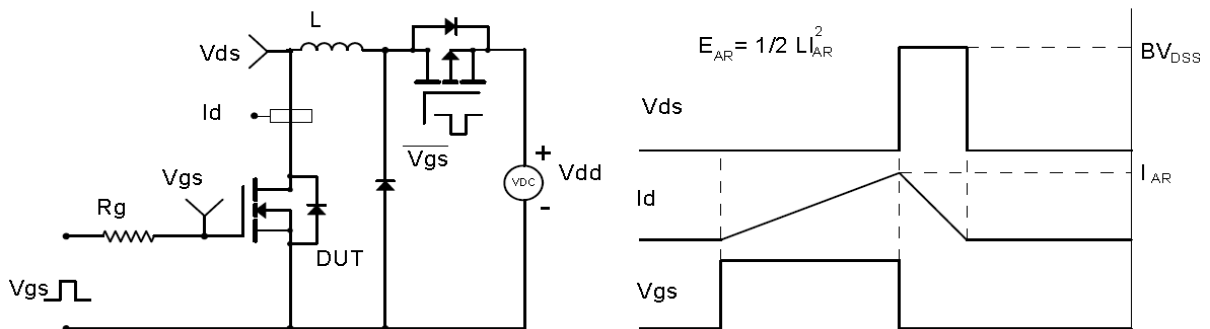 L
Vds
Id
Vgs
Vgs
+
VDC
Vdd
-
Rg
DUT
Vgs
E_AR = 1/2 LI_AR^2
BV_DSS
Vds
I_AR
Id
Vgs